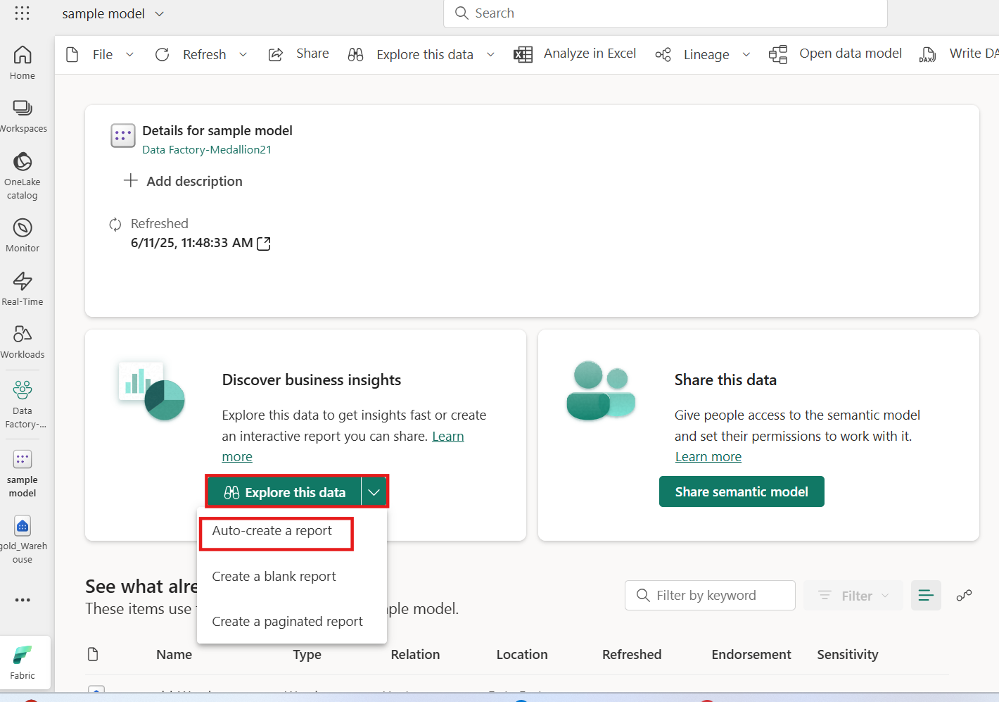 sample model
Search
Home
Workspaces
OneLake
catalog
Monitor
Real-Time
Workloads
Data
Factory-...
sample
model
gold_Wareh
ouse
Fabric
File
Refresh
Share
Explore this data
Analyze in Excel
Lineage
Open data model
DAX
Write DA
Details for sample model
Data Factory-Medallion21
Add description
Refreshed
6/11/25, 11:48:33 AM
Discover business insights
Explore this data to get insights fast or create
an interactive report you can share. Learn
more
Explore this data
Auto-create a report
Create a blank report
Create a paginated report
Share this data
Give people access to the semantic model
and set their permissions to work with it.
Learn more
Share semantic model
See what alre
These items use ple model.
Filter by keyword
Filter
Name Type Relation Location Refreshed Endorsement Sensitivity